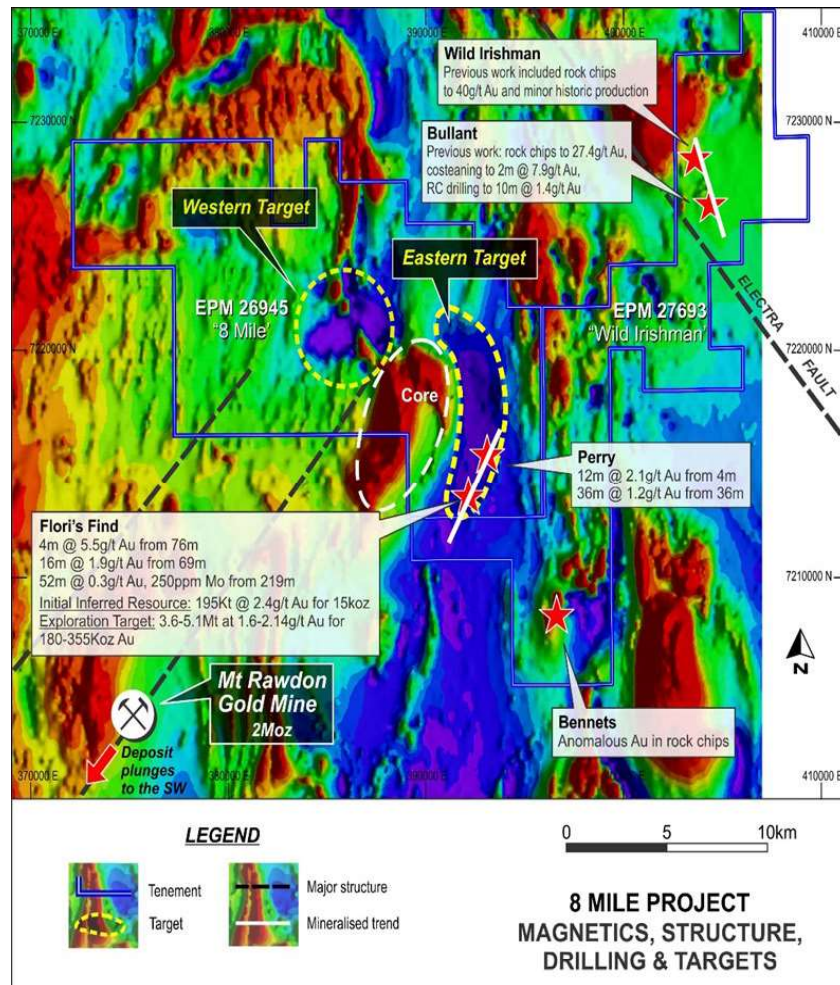 370000 E
390000 E
400000 E
410000 E
7230000 N
7230000 N
Wild Irishman
Previous work included rock chips
to 40g/t Au and minor historic production
Bullant
Previous work: rock chips to 27.4g/t Au,
costeaning to 2m @ 7.9g/t Au,
RC drilling to 10m @ 1.4g/t Au
Western Target
Eastern Target
EPM 26945
"8 Mile'
EPM 27693
"Wild Irishman'
ELECTRA
FAULT
7220000 N
7220000 N
Core
Perry
12m @ 2.1g/t Au from 4m
36m @ 1.2g/t Au from 36m
Flori's Find
4m @ 5.5g/t Au from 76m
16m @ 1.9g/t Au from 69m
52m @ 0.3g/t Au, 250ppm Mo from 219m
Initial Inferred Resource: 195Kt @ 2.4g/t Au for 15koz
Exploration Target: 3.6-5.1Mt at 1.6-2.14g/t Au for
180-355Koz Au
7210000 N
7210000 N
N
Mt Rawdon
Gold Mine
2Moz
Deposit
plunges
to the SW
Bennets
Anomalous Au in rock chips
370000 E
380000 E
390000 E
400000 E
410000 E
LEGEND
Tenement
Major structure
Target
Mineralised trend
0 5 10km
8 MILE PROJECT
MAGNETICS, STRUCTURE,
DRILLING & TARGETS